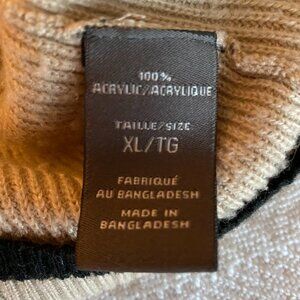 100%
ACRYLIC/ACRYLIQUE
TAILLE/SIZE
XL/TG
FABRIQUÉ
AU BANGLADESH
MADE IN
BANGLADESH